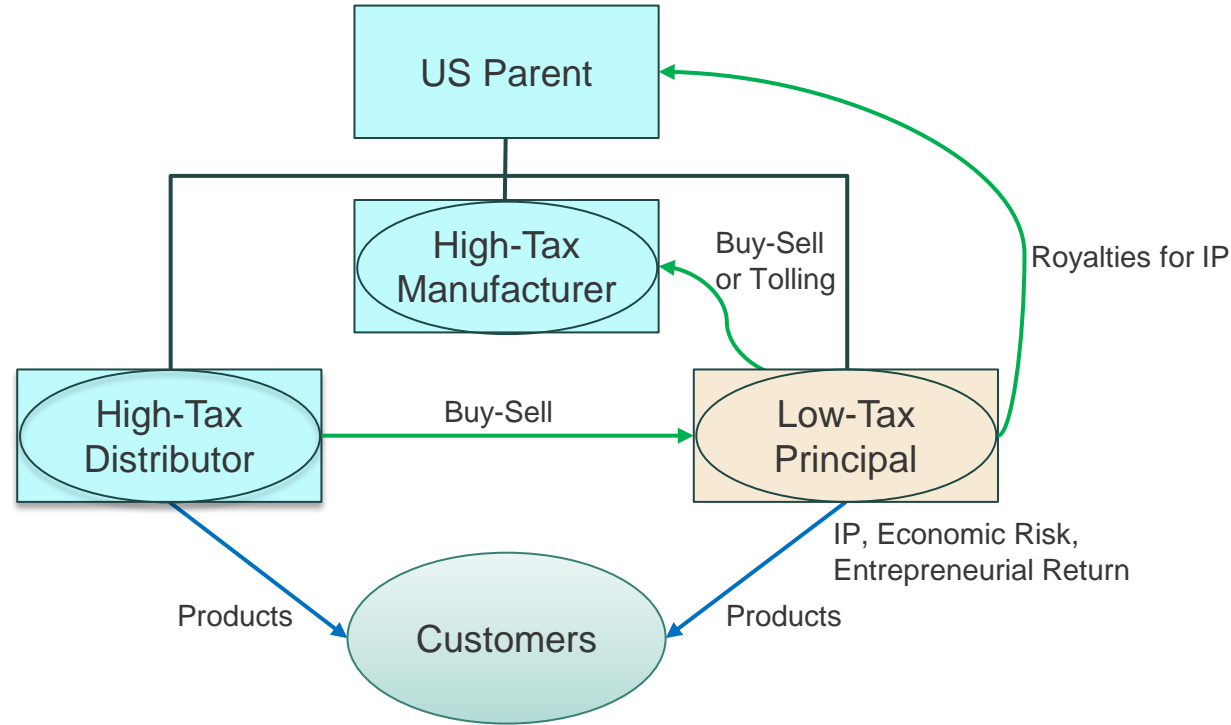 US Parent
High-Tax
Manufacturer
Buy-Sell
or Tolling
Royalties for IP
High-Tax
Distributor
Buy-Sell
Low-Tax
Principal
IP, Economic Risk,
Entrepreneurial Return
Products
Customers
Products